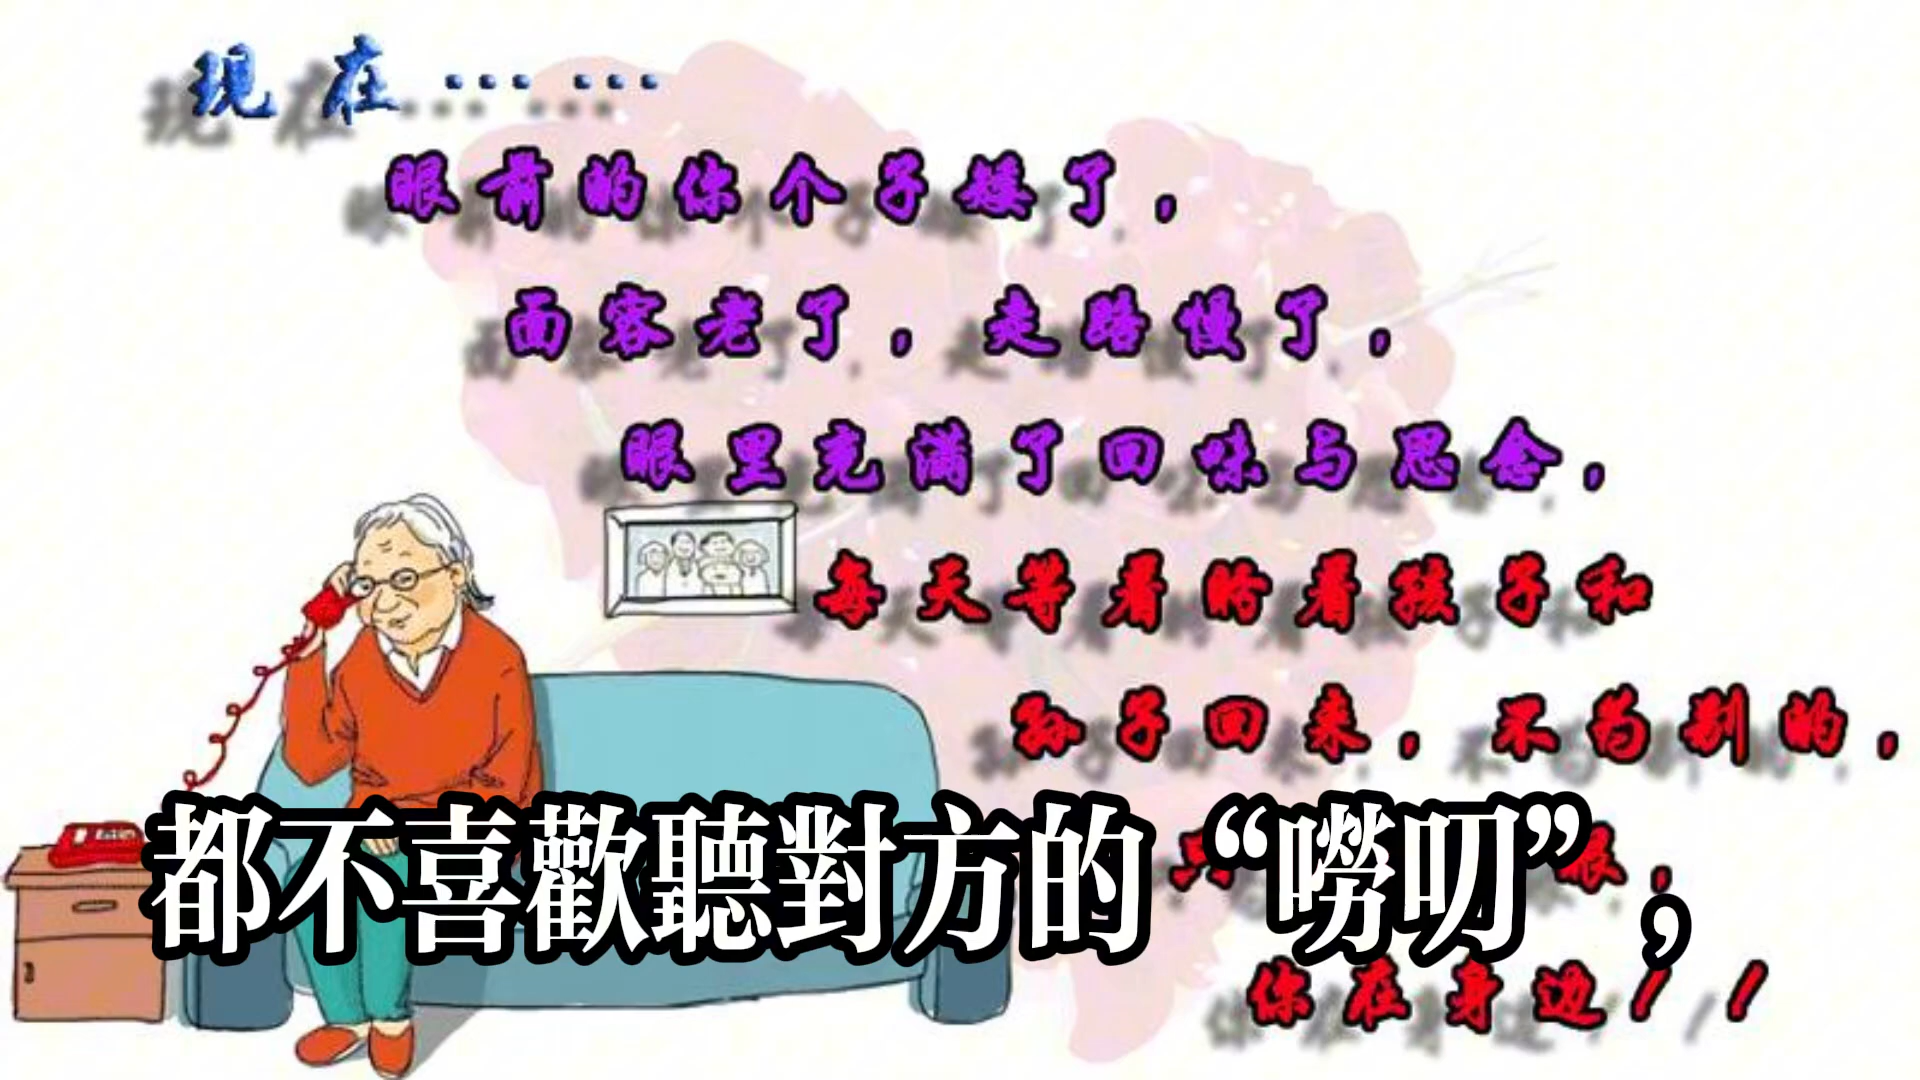 现在……
眼前的你个子矮了，
面容老了，走路慢了，
眼里充满了回味与思念，
每天等着盼着孩子和
孙子回来，不为别的，
只
眼，
都不喜歡聽對方的“嘮叨”，
你在身边！！